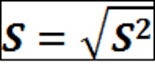 S = √S²